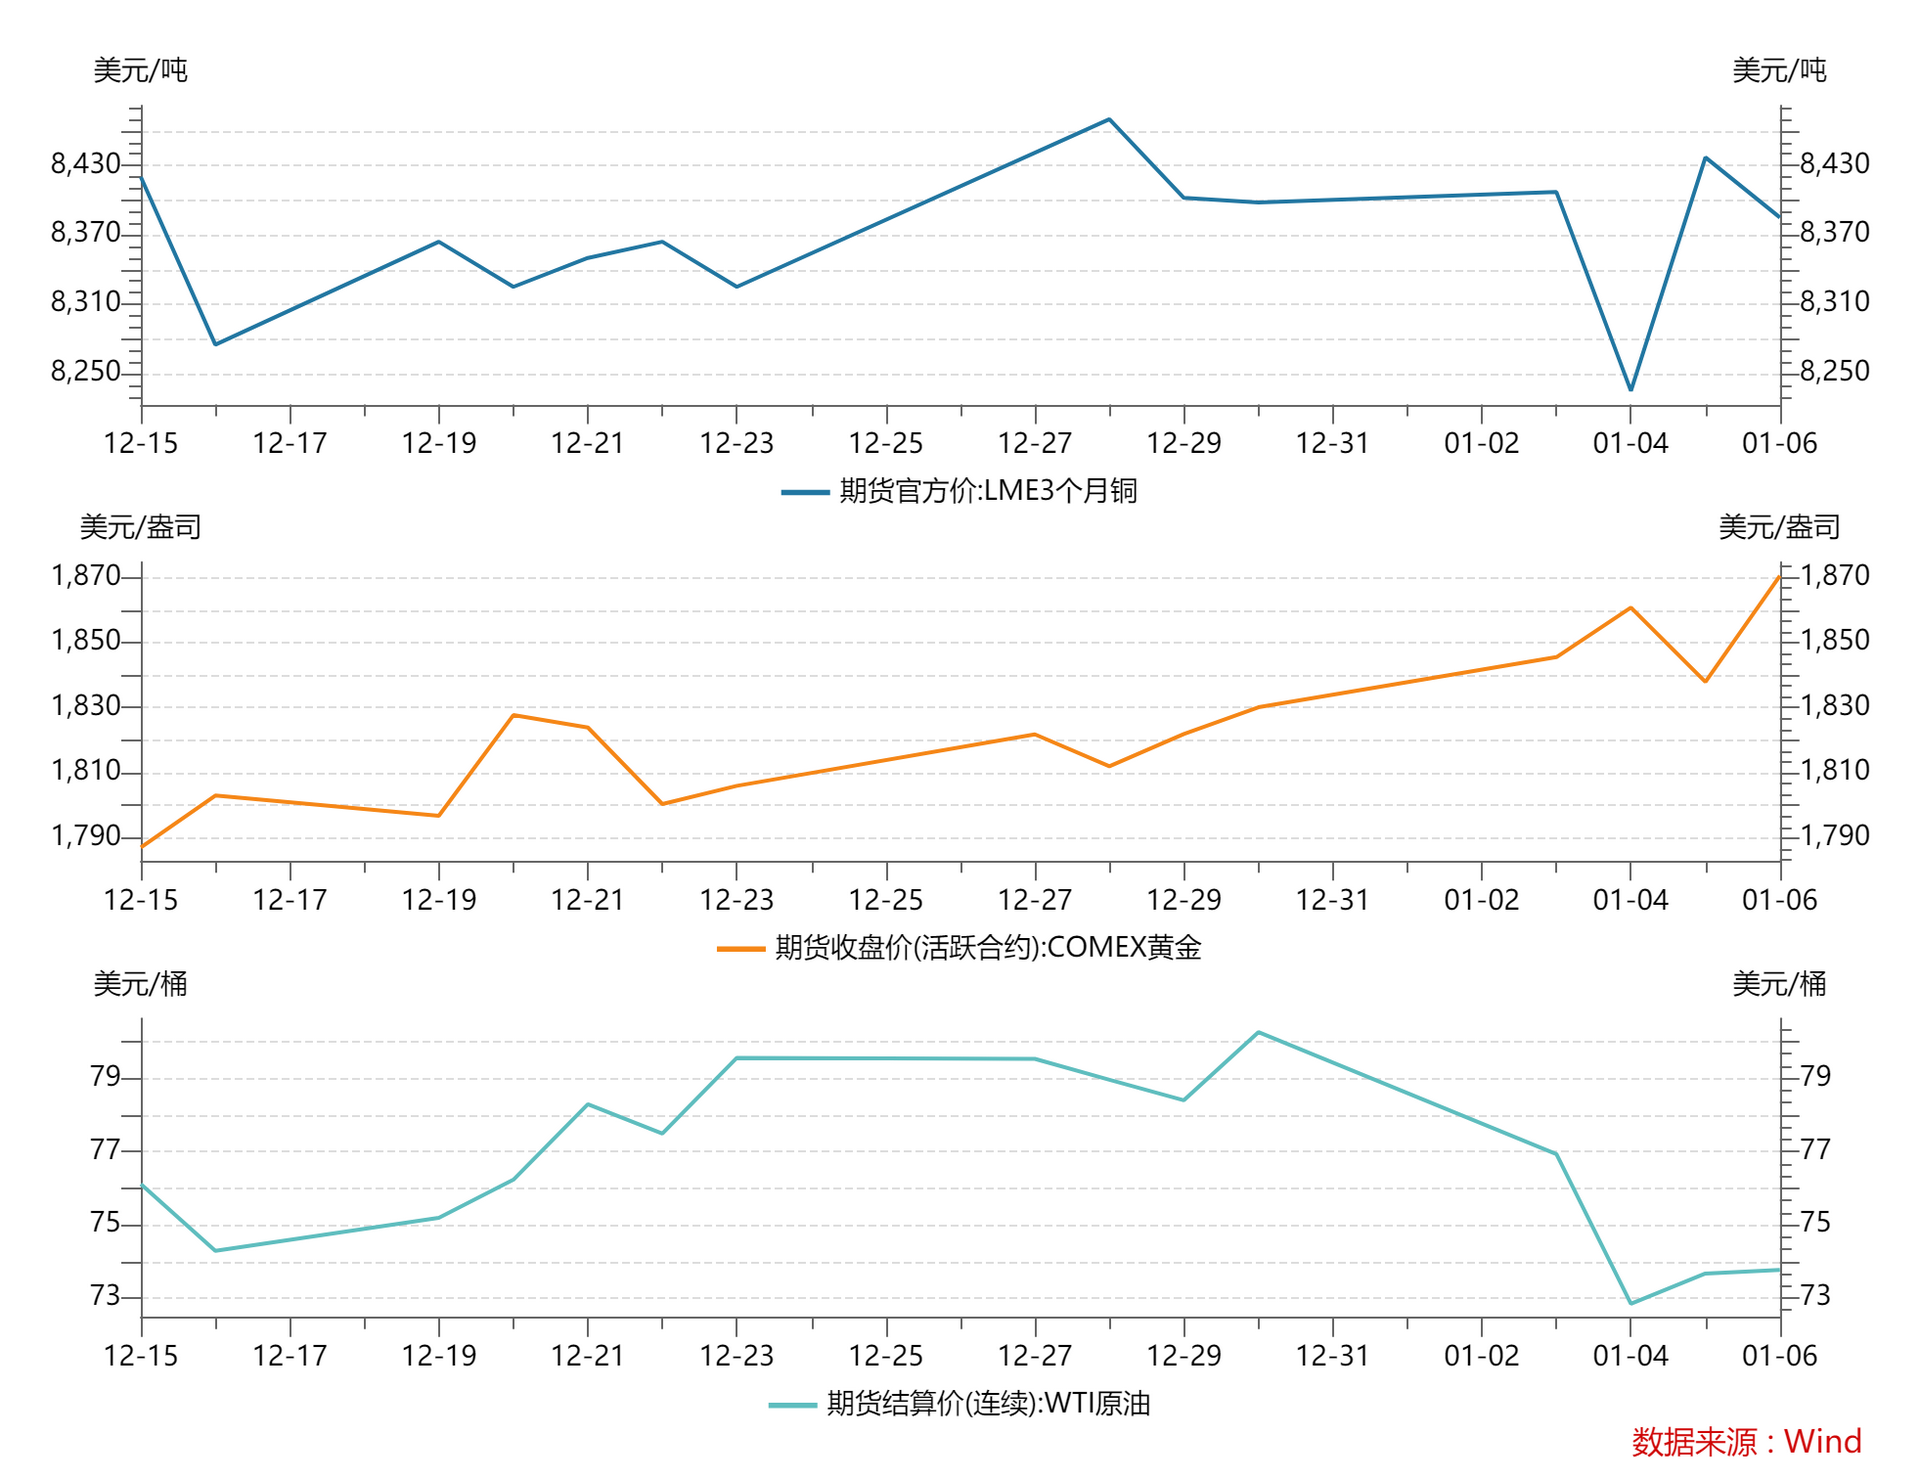 美元/吨 美元/吨
8,430 8,430
8,370 8,370
8,310 8,310
8,250 8,250
12-15 12-17 12-19 12-21 12-23 12-25 12-27 12-29 12-31 01-02 01-04 01-06
期货官方价:LME3个月铜
美元/盎司 美元/盎司
1,870 1,870
1,850 1,850
1,830 1,830
1,810 1,810
1,790 1,790
12-15 12-17 12-19 12-21 12-23 12-25 12-27 12-29 12-31 01-02 01-04 01-06
期货收盘价(活跃合约):COMEX黄金
美元/桶 美元/桶
79 79
77 77
75 75
73 73
12-15 12-17 12-19 12-21 12-23 12-25 12-27 12-29 12-31 01-02 01-04 01-06
期货结算价(连续):WTI原油
数据来源：Wind